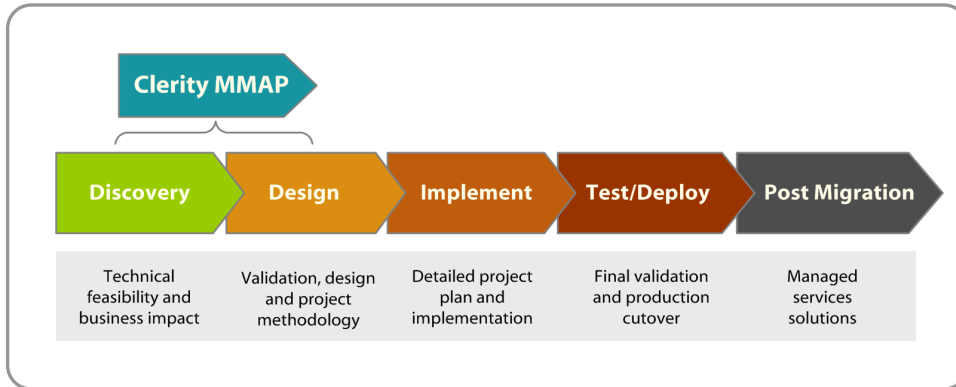 Clerity MMAP
Discovery
Design
Implement
Test/Deploy
Post Migration
Technical
feasibility and
business impact
Validation, design
and project
methodology
Detailed project
plan and
implementation
Final validation
and production
cutover
Managed
services
solutions